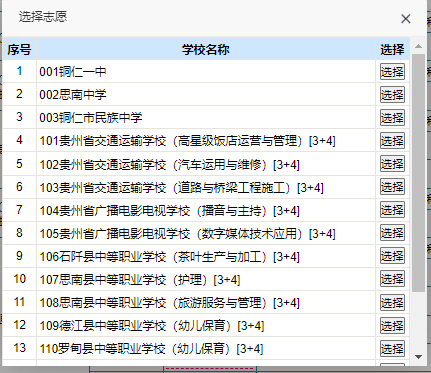 选择志愿
序号 学校名称 选择
1 001铜仁一中 选择
2 002思南中学 选择
3 003铜仁市民族中学 选择
4 101贵州省交通运输学校（高星级饭店运营与管理）[3+4] 选择
5 102贵州省交通运输学校（汽车运用与维修）[3+4] 选择
6 103贵州省交通运输学校（道路与桥梁工程施工）[3+4] 选择
7 104贵州省广播电影电视学校（播音与主持）[3+4] 选择
8 105贵州省广播电影电视学校（数字媒体技术应用）[3+4] 选择
9 106石阡县中等职业学校（茶叶生产与加工）[3+4] 选择
10 107思南县中等职业学校（护理）[3+4] 选择
11 108思南县中等职业学校（旅游服务与管理）[3+4] 选择
12 109德江县中等职业学校（幼儿保育）[3+4] 选择
13 110罗甸县中等职业学校（幼儿保育）[3+4] 选择